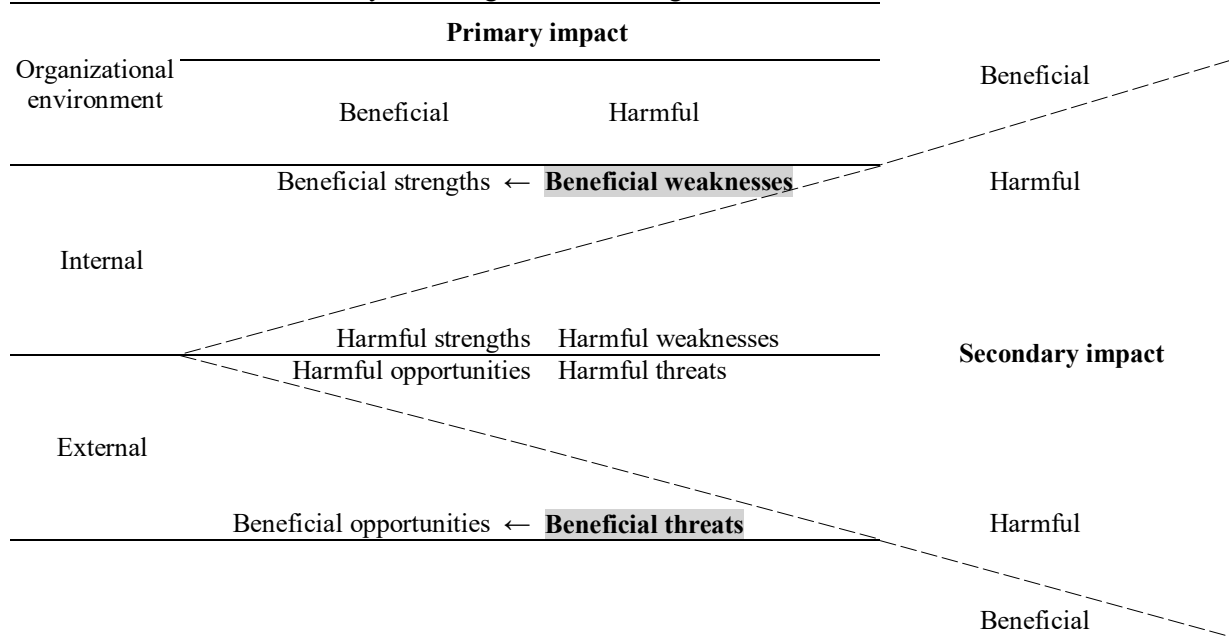 Primary impact
Organizational
environment
Beneficial
Beneficial Harmful
Beneficial strengths ← Beneficial weaknesses
Harmful
Internal
Harmful strengths Harmful weaknesses
Secondary impact
Harmful opportunities Harmful threats
External
Beneficial opportunities ← Beneficial threats
Harmful
Beneficial